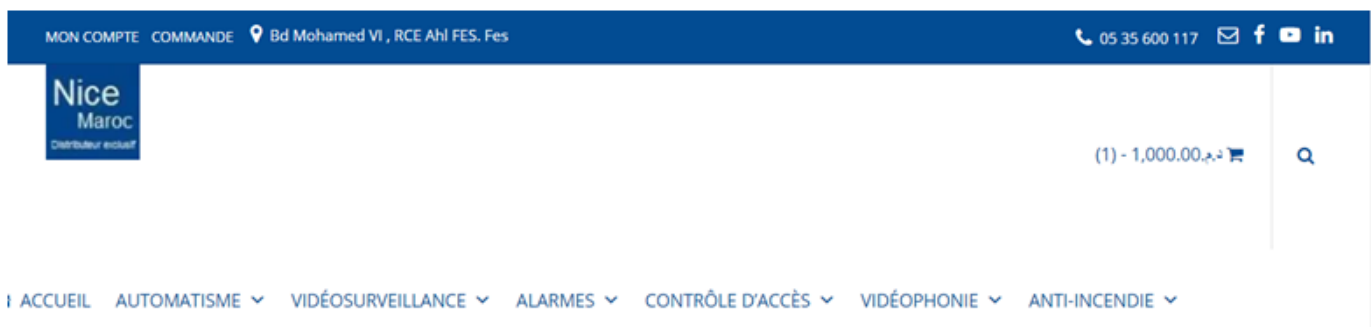 MON COMPTE COMMANDE Bd Mohamed VI , RCE Ahl FES. Fes
05 35 600 117
Nice
Maroc
Distributeur exclusif
(1) - 1,000.00د.م.
ACCUEIL AUTOMATISME VIDÉOSURVEILLANCE ALARMES CONTRÔLE D'ACCÈS VIDÉOPHONIE ANTI-INCENDIE